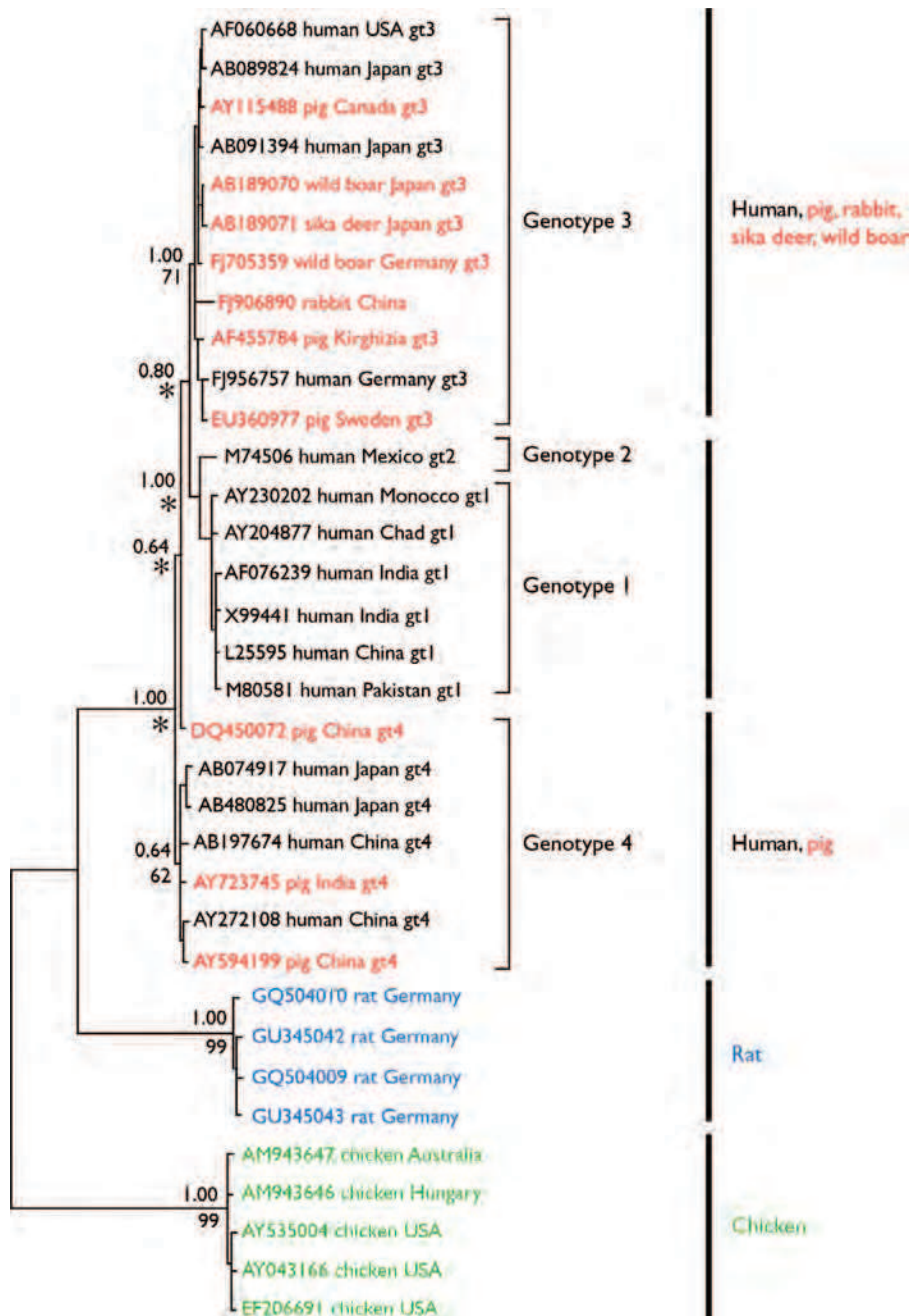 AF060668 human USA gt3
AB089824 human Japan gt3
AY115488 pig Canada gt3
AB091394 human Japan gt3
AB189070 wild boar Japan gt3
AB189071 sika deer Japan gt3
FJ705359 wild boar Germany gt3
FJ906890 rabbit China
AF455784 pig Kirghizia gt3
FJ956757 human Germany gt3
EU360977 pig Sweden gt3
Genotype 3
Human, pig, rabbit,
sika deer, wild boar
1.00
71
0.80
*
M74506 human Mexico gt2
Genotype 2
AY230202 human Monocco gt1
AY204877 human Chad gt1
AF076239 human India gt1
X99441 human India gt1
L25595 human China gt1
M80581 human Pakistan gt1
Genotype 1
1.00
*
0.64
*
1.00
*
DQ450072 pig China gt4
AB074917 human Japan gt4
AB480825 human Japan gt4
AB197674 human China gt4
AY723745 pig India gt4
AY272108 human China gt4
AY594199 pig China gt4
Genotype 4
Human, pig
0.64
62
GQ504010 rat Germany
GU345042 rat Germany
GQ504009 rat Germany
GU345043 rat Germany
1.00
99
Rat
AM943647 chicken Australia
AM943646 chicken Hungary
AY535004 chicken USA
AY043166 chicken USA
EF206691 chicken USA
1.00
99
Chicken